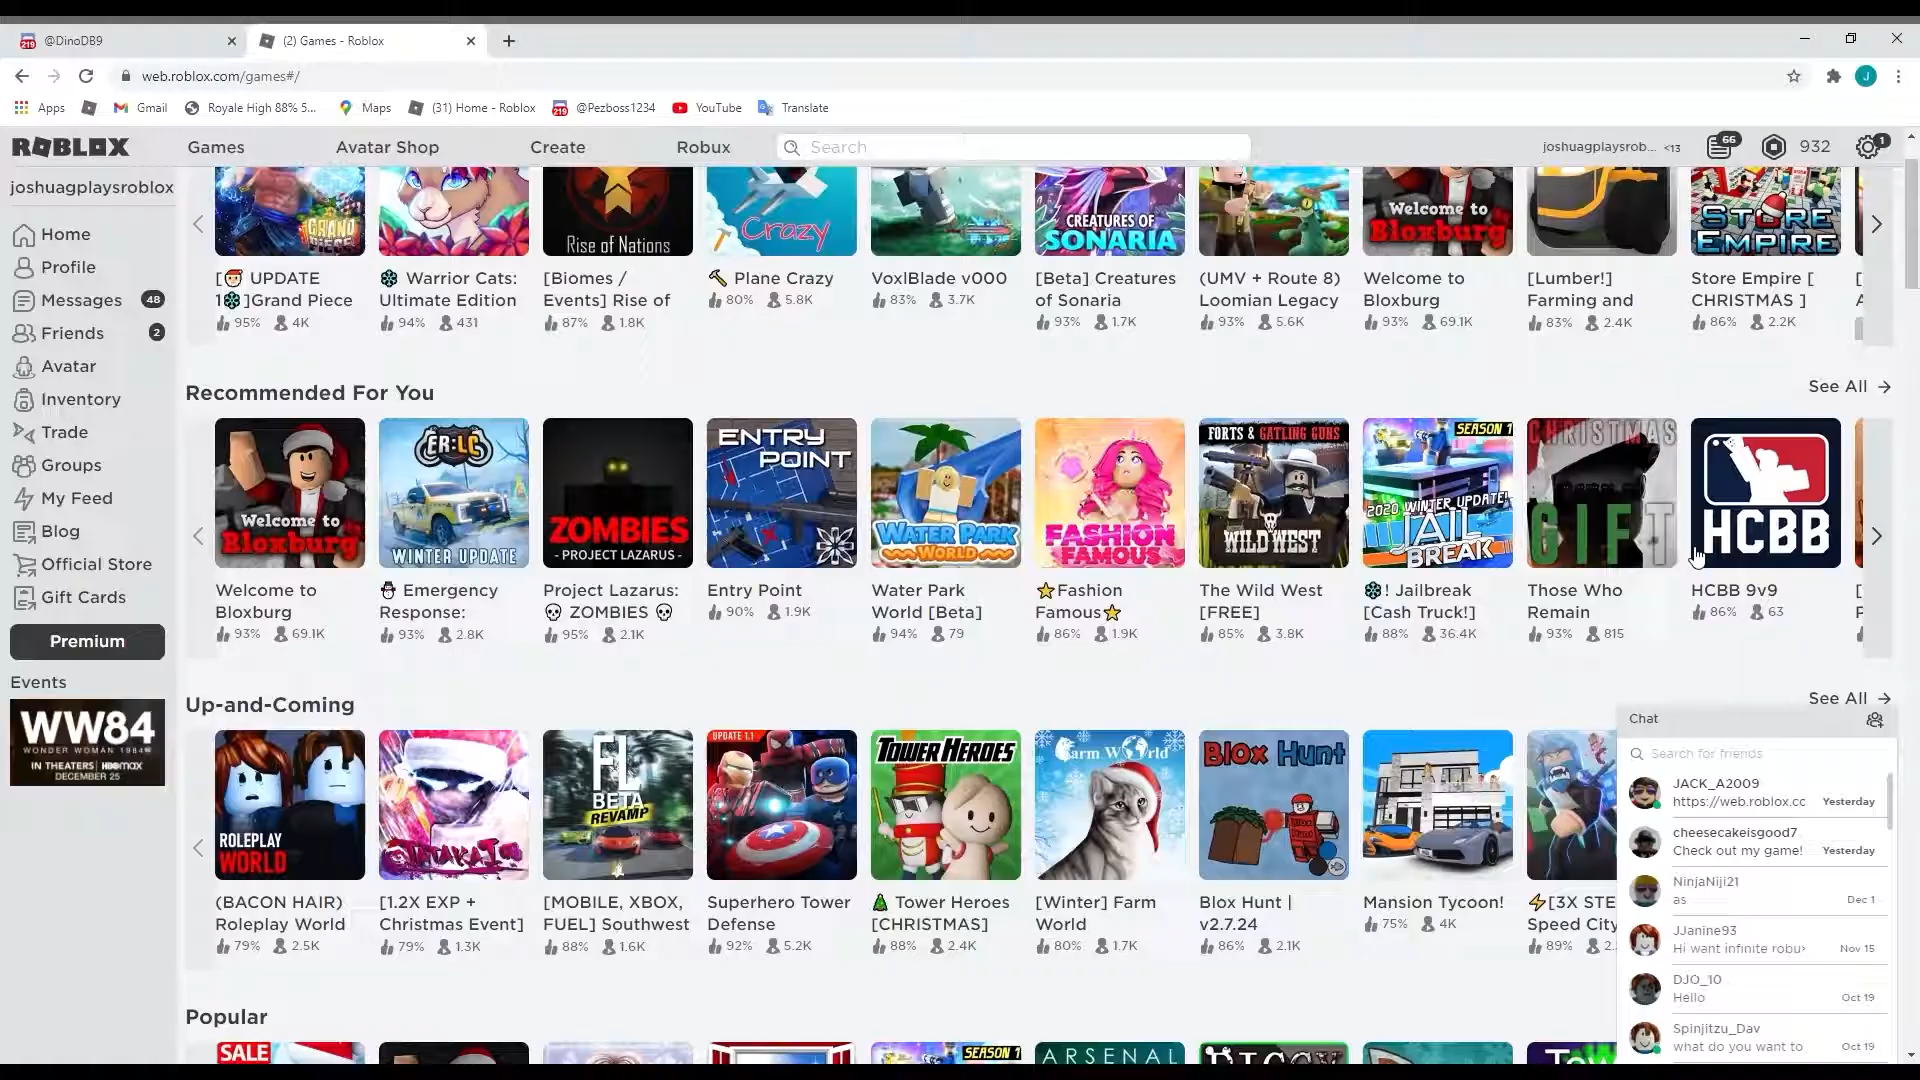 @DinoDB9
(2) Games - Roblox
web.roblox.com/games#/
J
Apps
Gmail
Royale High 88% 5...
Maps
(31) Home - Roblox
@Pezboss1234
YouTube
Translate
ROBLOX
Games
Avatar Shop
Create
Robux
Search
joshuagplaysrob... <13
66
932
1
joshuagplaysroblox
Home
Profile
Messages 48
Friends 2
Avatar
Inventory
Trade
Groups
My Feed
Blog
Official Store
Gift Cards
Premium
Events
WW84
WONDER WOMAN 1984
IN THEATERS HBOmax
DECEMBER 25
GRAND
PIECE
Rise of Nations
Crazy
CREATURES OF
SONARIA
Welcome to
Bloxburg
STORE
EMPIRE
[🎅 UPDATE
1❄]Grand Piece
95% 4K
❄ Warrior Cats:
Ultimate Edition
94% 431
[Biomes /
Events] Rise of
87% 1.8K
🔨 Plane Crazy
80% 5.8K
VoxlBlade v000
83% 3.7K
[Beta] Creatures
of Sonaria
93% 1.7K
(UMV + Route 8)
Loomian Legacy
93% 5.6K
Welcome to
Bloxburg
93% 69.1K
[Lumber!]
Farming and
83% 2.4K
Store Empire [
CHRISTMAS ]
86% 2.2K
Recommended For You
See All →
Welcome to
Bloxburg
ER:LC
WINTER UPDATE
ZOMBIES
- PROJECT LAZARUS -
ENTRY
POINT
WATER PARK
WORLD
FASHION
FAMOUS
FORTS & GATLING GUNS
WILD WEST
SEASON 1
2020 WINTER UPDATE!
JAIL
BREAK
CHRISTMAS
GIFT
HCBB
Welcome to
Bloxburg
93% 69.1K
⛄ Emergency
Response:
93% 2.8K
Project Lazarus:
💀 ZOMBIES 💀
95% 2.1K
Entry Point
90% 1.9K
Water Park
World [Beta]
94% 79
⭐Fashion
Famous⭐
86% 1.9K
The Wild West
[FREE]
85% 3.8K
❄! Jailbreak
[Cash Truck!]
88% 36.4K
Those Who
Remain
93% 815
HCBB 9v9
86% 63
Up-and-Coming
See All →
ROLEPLAY
WORLD
FL
BETA
REVAMP
UPDATE 1.1
TOWER HEROES
Farm World
Blox Hunt
(BACON HAIR)
Roleplay World
79% 2.5K
[1.2X EXP +
Christmas Event]
79% 1.3K
[MOBILE, XBOX,
FUEL] Southwest
88% 1.6K
Superhero Tower
Defense
92% 5.2K
🎄 Tower Heroes
[CHRISTMAS]
88% 2.4K
[Winter] Farm
World
80% 1.7K
Blox Hunt |
v2.7.24
86% 2.1K
Mansion Tycoon!
75% 4K
⚡[3X STE
Speed City
89% 2.
Popular
SALE
SEASON 1
ARSENAL
PIGGY
Chat
Search for friends
JACK_A2009
https://web.roblox.cc Yesterday
cheesecakeisgood7
Check out my game! Yesterday
NinjaNiji21
as Dec 1
JJanine93
Hi want infinite robu Nov 15
DJO_10
Hello Oct 19
Spinjitzu_Dav
what do you want to Oct 19